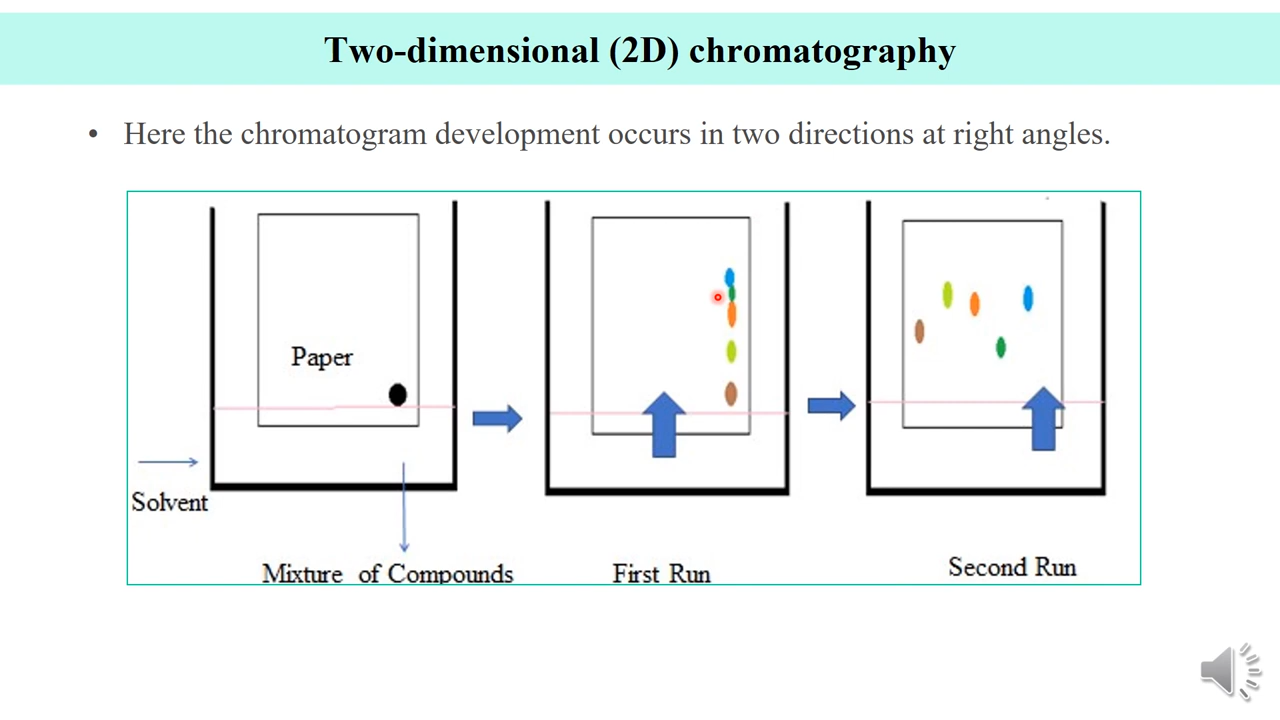 Two-dimensional (2D) chromatography
• Here the chromatogram development occurs in two directions at right angles.
Paper
Solvent
Mixture of Compounds
First Run
Second Run